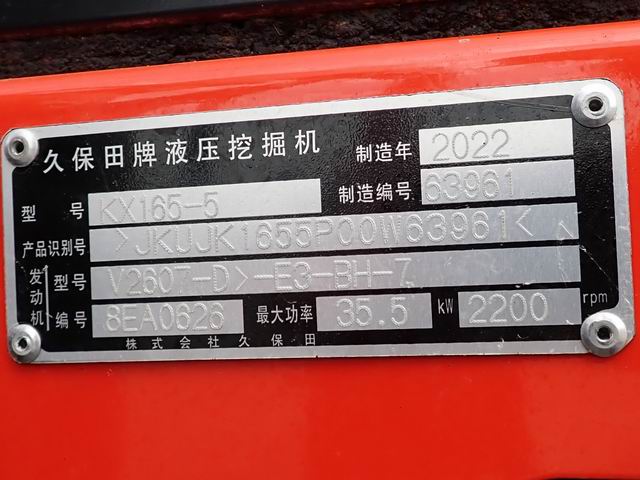 久保田牌液压挖掘机
制造年 2022
型号 KX165-5
制造编号 63961
产品识别号 >JKUJK1655P00W63961<
发动机
型号 V2607-D>-E3-BH-7
编号 8EA0626 最大功率 35.5 kW 2200 rpm
株式会社久保田